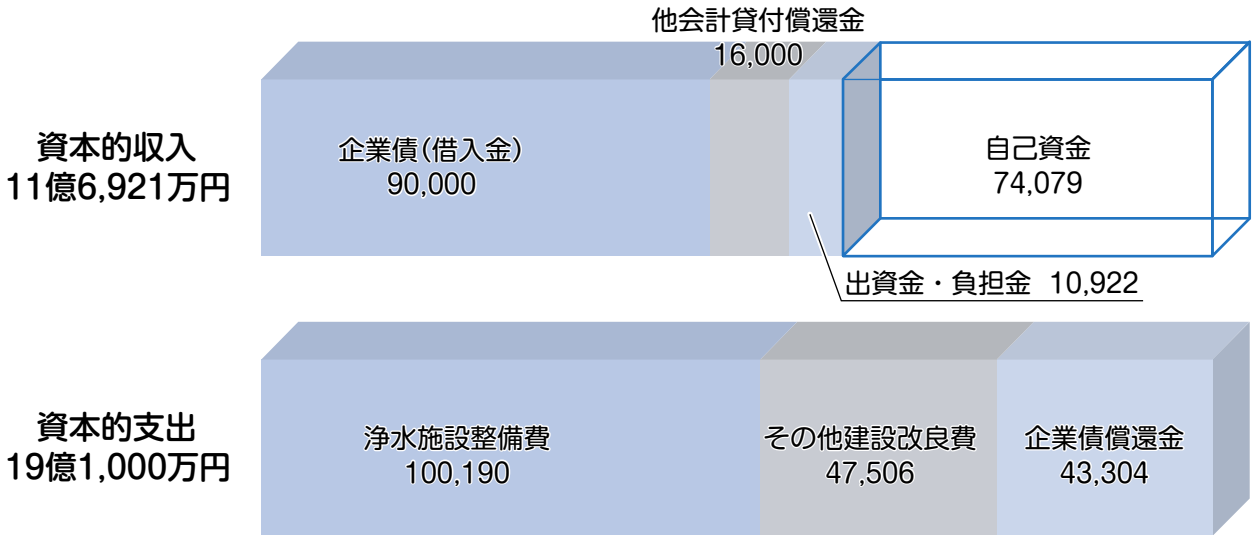 他会計貸付償還金
16,000
資本的収入
11億6,921万円
企業債(借入金)
90,000
自己資金
74,079
出資金・負担金 10,922
資本的支出
19億1,000万円
浄水施設整備費
100,190
その他建設改良費
47,506
企業債償還金
43,304